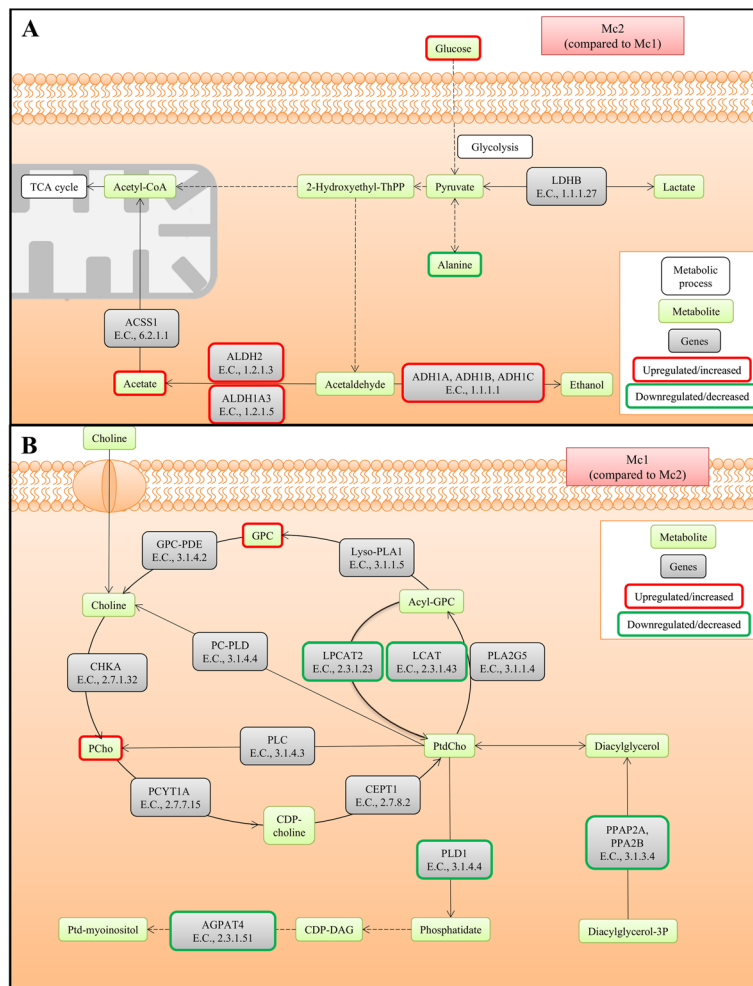 A
Mc2
(compared to Mc1)
Glucose
Glycolysis
TCA cycle
Acetyl-CoA
2-Hydroxyethyl-ThPP
Pyruvate
LDHB
E.C., 1.1.1.27
Lactate
Alanine
Metabolic
process
Metabolite
Genes
Upregulated/increased
Downregulated/decreased
ACSS1
E.C., 6.2.1.1
Acetate
ALDH2
E.C., 1.2.1.3
ALDH1A3
E.C., 1.2.1.5
Acetaldehyde
ADH1A, ADH1B, ADH1C
E.C., 1.1.1.1
Ethanol
B
Choline
Mc1
(compared to Mc2)
GPC-PDE
E.C., 3.1.4.2
GPC
Lyso-PLA1
E.C., 3.1.1.5
Metabolite
Genes
Upregulated/increased
Downregulated/decreased
Choline
Acyl-GPC
CHKA
E.C., 2.7.1.32
PC-PLD
E.C., 3.1.4.4
LPCAT2
E.C., 2.3.1.23
LCAT
E.C., 2.3.1.43
PLA2G5
E.C., 3.1.1.4
PCho
PLC
E.C., 3.1.4.3
PtdCho
Diacylglycerol
PCYT1A
E.C., 2.7.7.15
CDP-
choline
CEPT1
E.C., 2.7.8.2
PLD1
E.C., 3.1.4.4
PPAP2A,
PPA2B
E.C., 3.1.3.4
Ptd-myoinositol
AGPAT4
E.C., 2.3.1.51
CDP-DAG
Phosphatidate
Diacylglycerol-3P